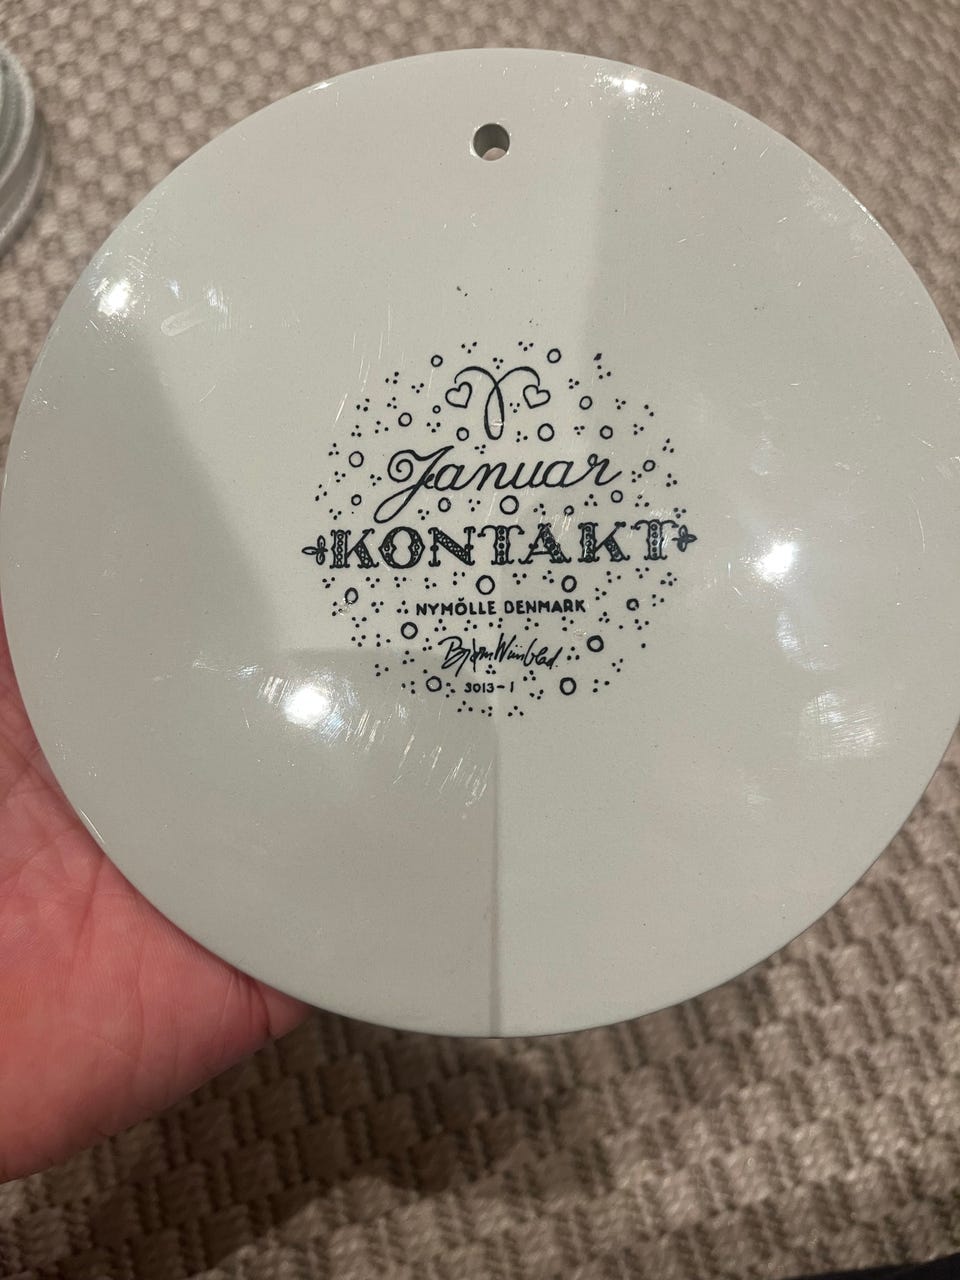 Januar
KONTAKT
NYMÖLLE DENMARK
Bjørn Wiinblad
3013-1